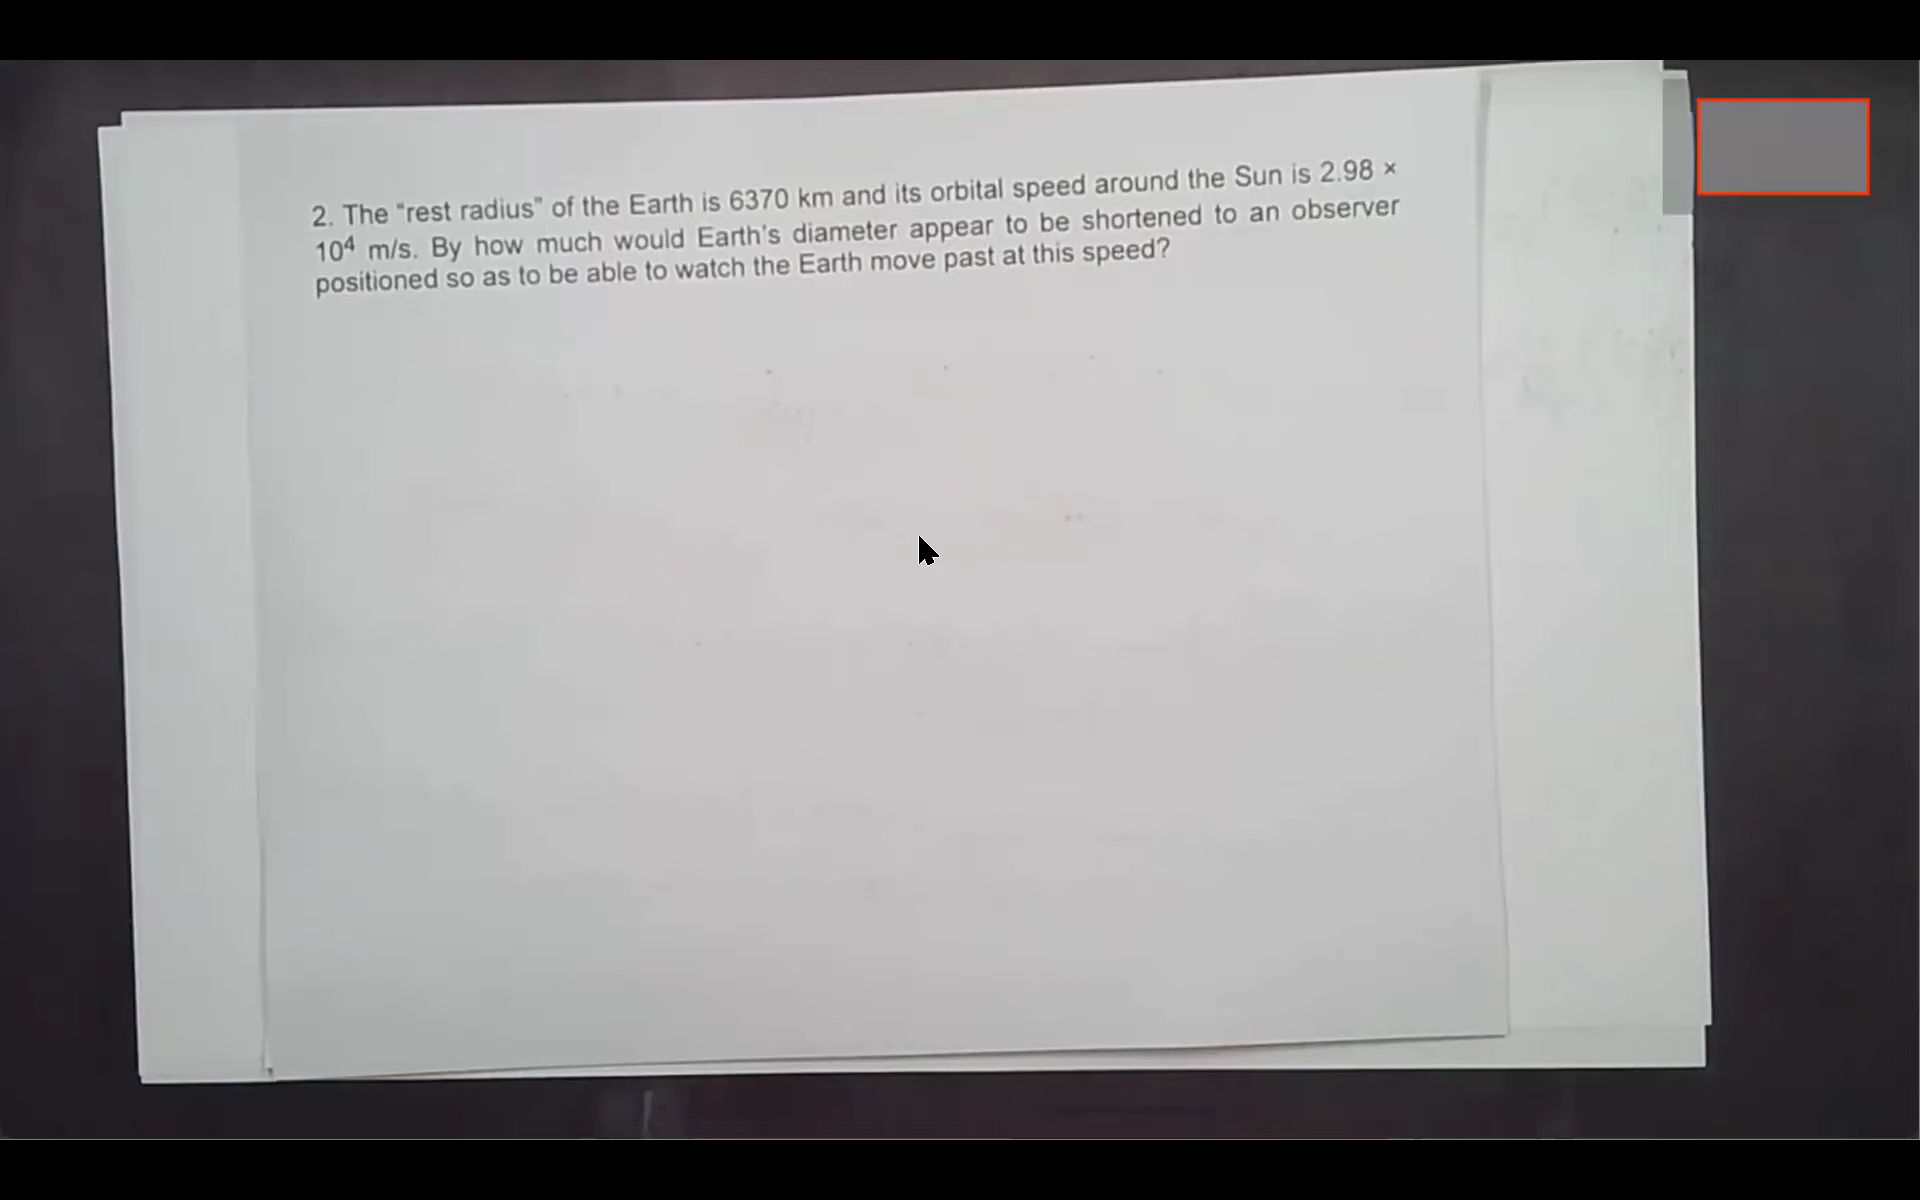 2. The “rest radius” of the Earth is 6370 km and its orbital speed around the Sun is 2.98 ×
10⁴ m/s. By how much would Earth's diameter appear to be shortened to an observer
positioned so as to be able to watch the Earth move past at this speed?